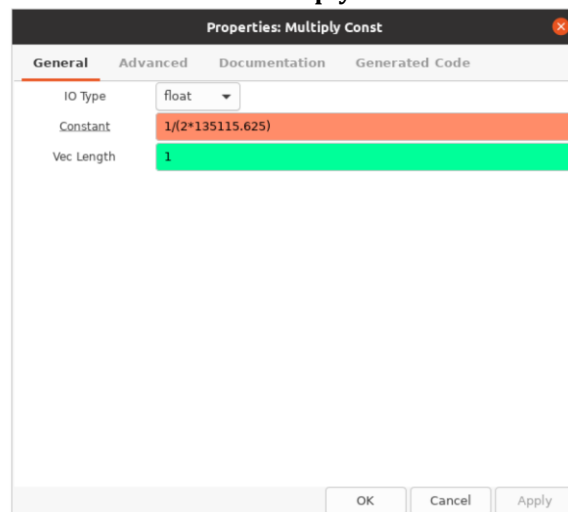 Properties: Multiply Const
General Advanced Documentation Generated Code
IO Type float
Constant 1/(2*135115.625)
Vec Length 1
OK Cancel Apply